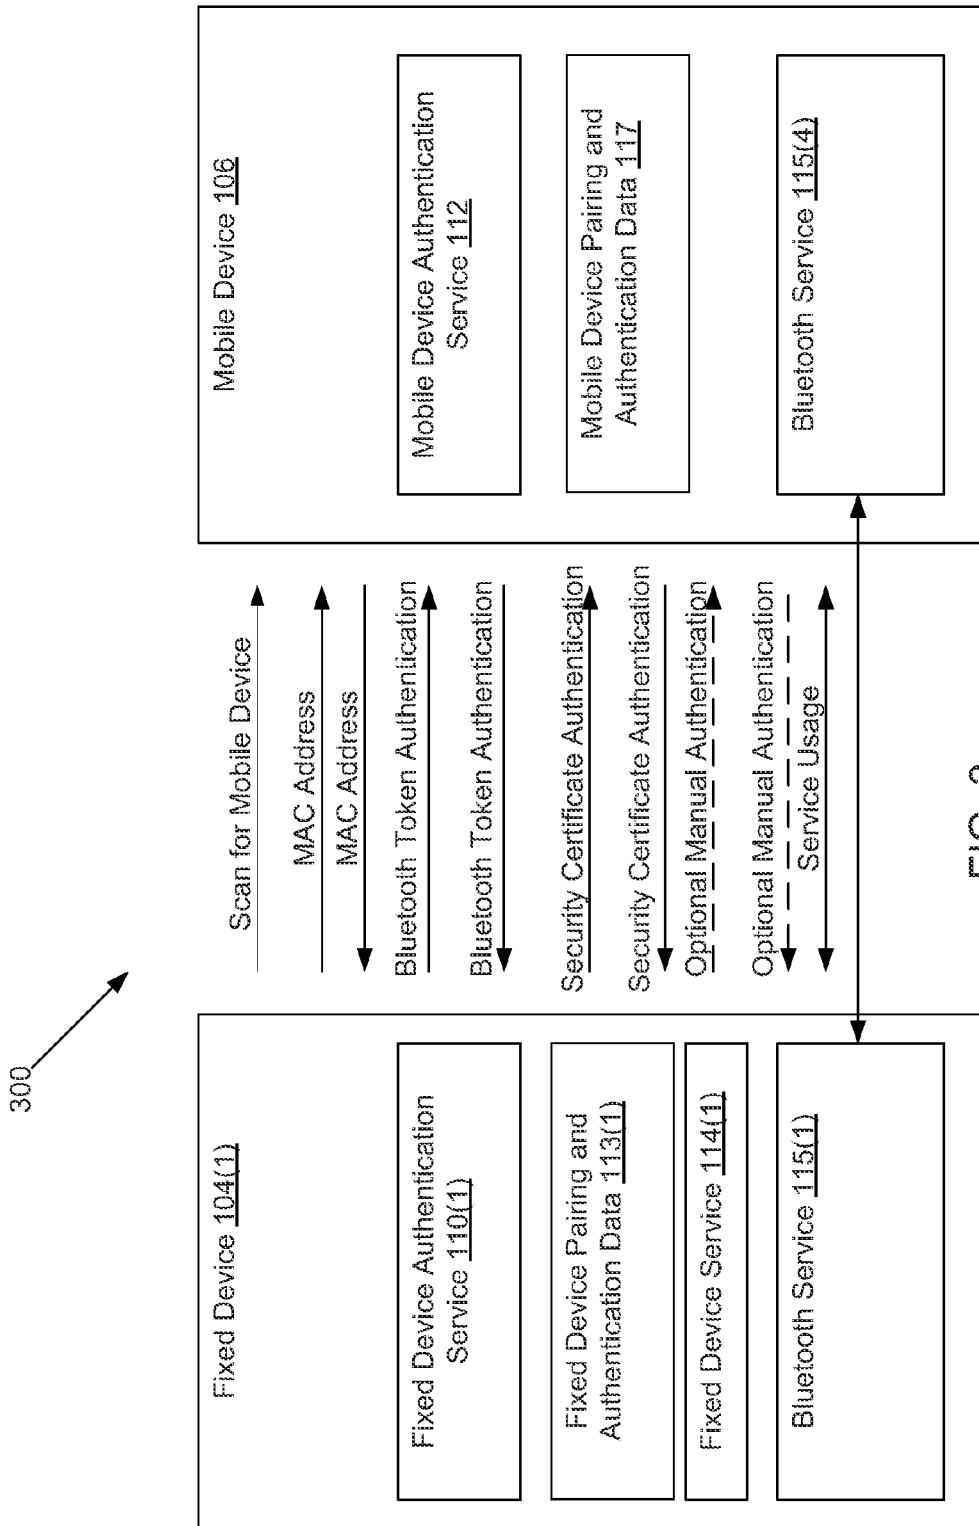 300
Fixed Device 104(1)
Fixed Device Authentication
Service 110(1)
Fixed Device Pairing and
Authentication Data 113(1)
Fixed Device Service 114(1)
Bluetooth Service 115(1)
Scan for Mobile Device
MAC Address
MAC Address
Bluetooth Token Authentication
Bluetooth Token Authentication
Security Certificate Authentication
Security Certificate Authentication
Optional Manual Authentication
Optional Manual Authentication
Service Usage
Mobile Device 106
Mobile Device Authentication
Service 112
Mobile Device Pairing and
Authentication Data 117
Bluetooth Service 115(4)
FIG.